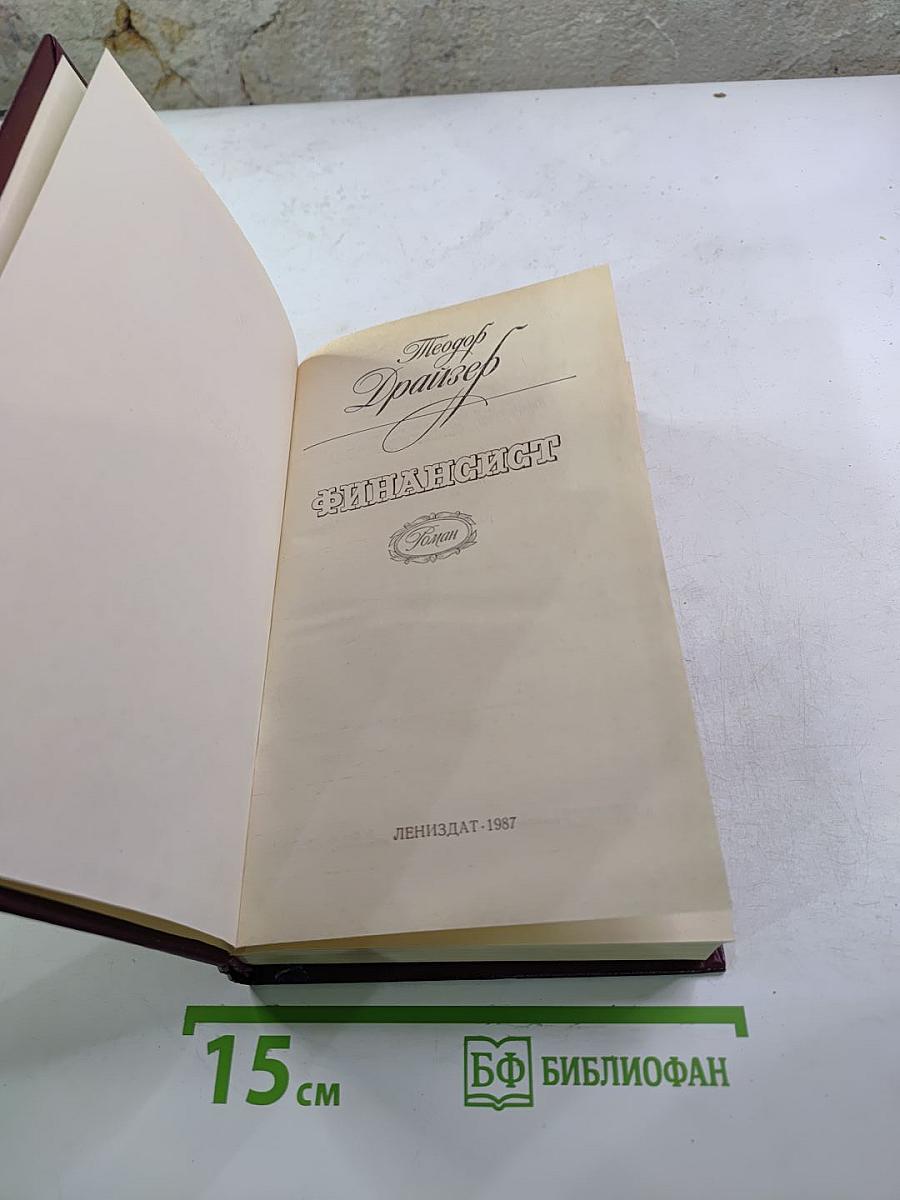 Теодор
Драйзер
ФИНАНСИСТ
Роман
ЛЕНИЗДАТ·1987
15 см
БФ БИБЛИОФАН